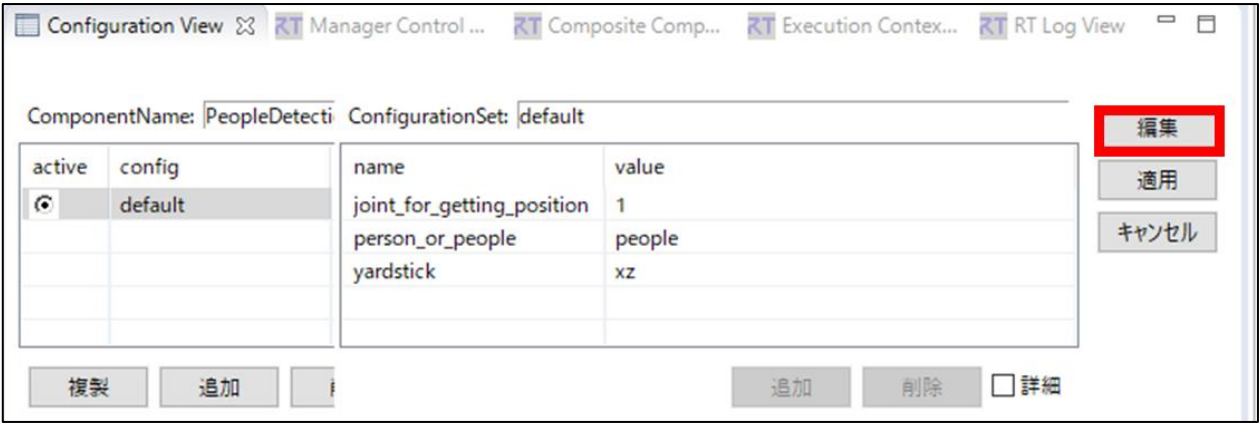 Configuration View RT Manager Control ... RT Composite Comp... RT Execution Contex... RT RT Log View
ComponentName: PeopleDetecti ConfigurationSet: default
編集
active config name value
適用
default joint_for_getting_position 1
person_or_people people
キャンセル
yardstick xz
複製 追加 追加 削除 詳細